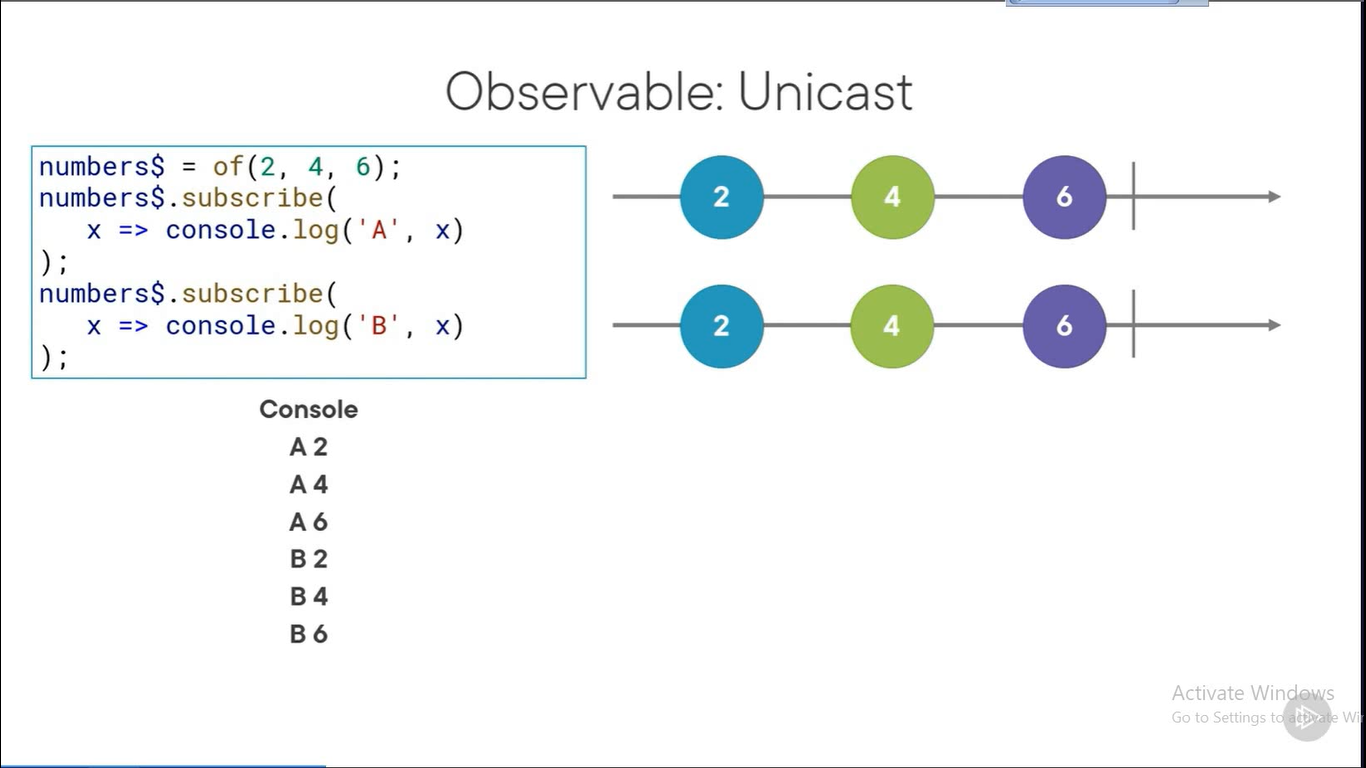 Observable: Unicast
numbers$ = of(2, 4, 6);
numbers$.subscribe(
   x => console.log('A', x)
);
numbers$.subscribe(
   x => console.log('B', x)
);
2 4 6
2 4 6
Console
A 2
A 4
A 6
B 2
B 4
B 6
Activate Windows
Go to Settings to activate Wi